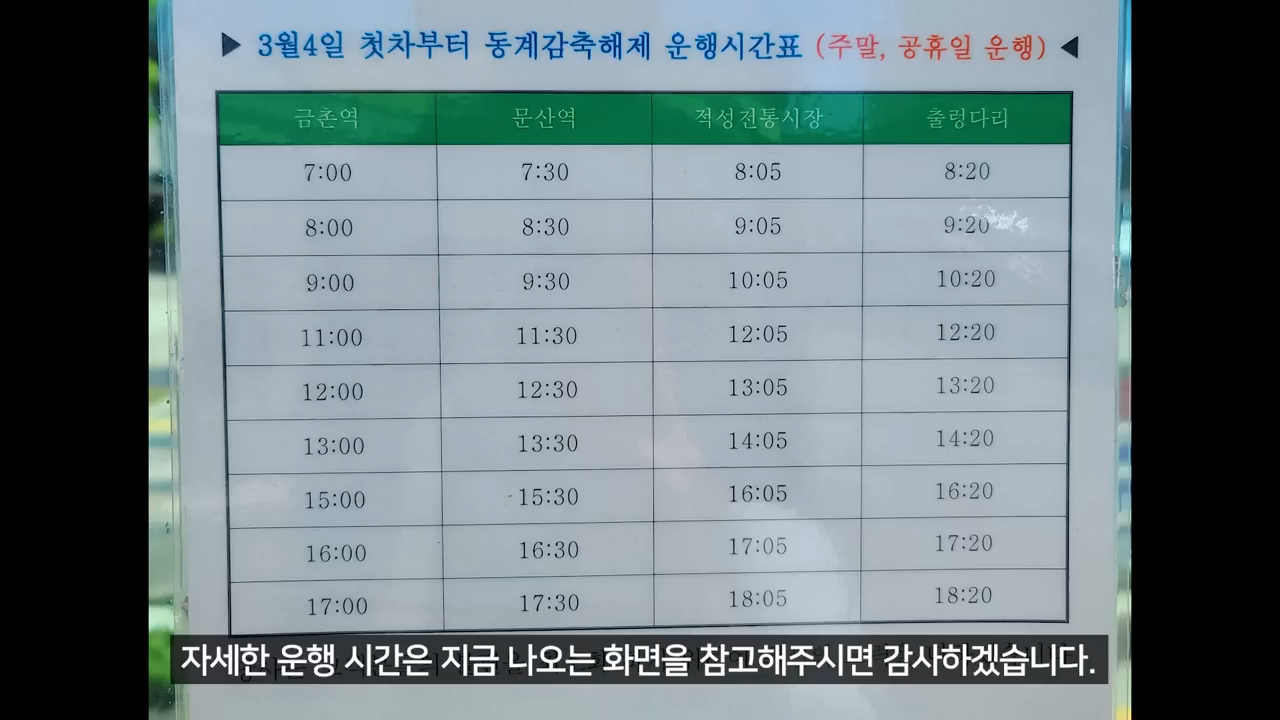 ▶ 3월4일 첫차부터 동계감축해제 운행시간표 (주말, 공휴일 운행) ◀
금촌역 문산역 적성전통시장 출렁다리
7:00 7:30 8:05 8:20
8:00 8:30 9:05 9:20
9:00 9:30 10:05 10:20
11:00 11:30 12:05 12:20
12:00 12:30 13:05 13:20
13:00 13:30 14:05 14:20
15:00 15:30 16:05 16:20
16:00 16:30 17:05 17:20
17:00 17:30 18:05 18:20
자세한 운행 시간은 지금 나오는 화면을 참고해주시면 감사하겠습니다.